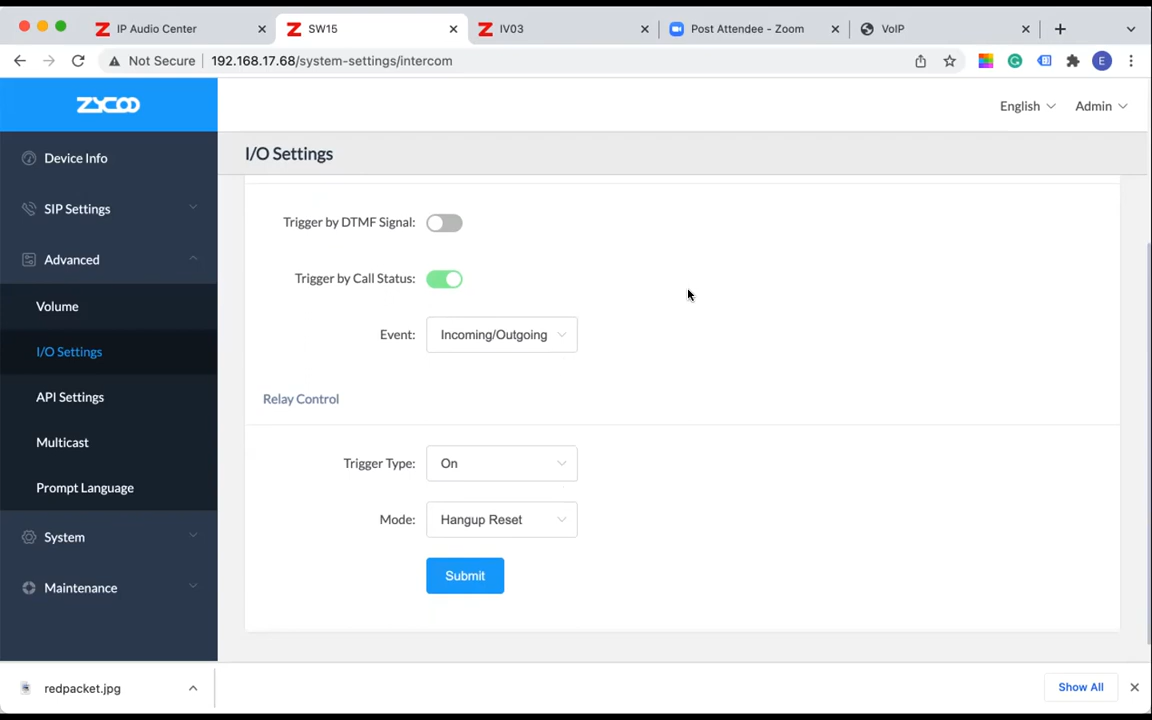 IP Audio Center
SW15
IV03
Post Attendee - Zoom
VoIP
Not Secure
192.168.17.68/system-settings/intercom
E
ZYCOO
English
Admin
Device Info
SIP Settings
Advanced
Volume
I/O Settings
API Settings
Multicast
Prompt Language
System
Maintenance
I/O Settings
Trigger by DTMF Signal:
Trigger by Call Status:
Event: Incoming/Outgoing
Relay Control
Trigger Type: On
Mode: Hangup Reset
Submit
redpacket.jpg
Show All